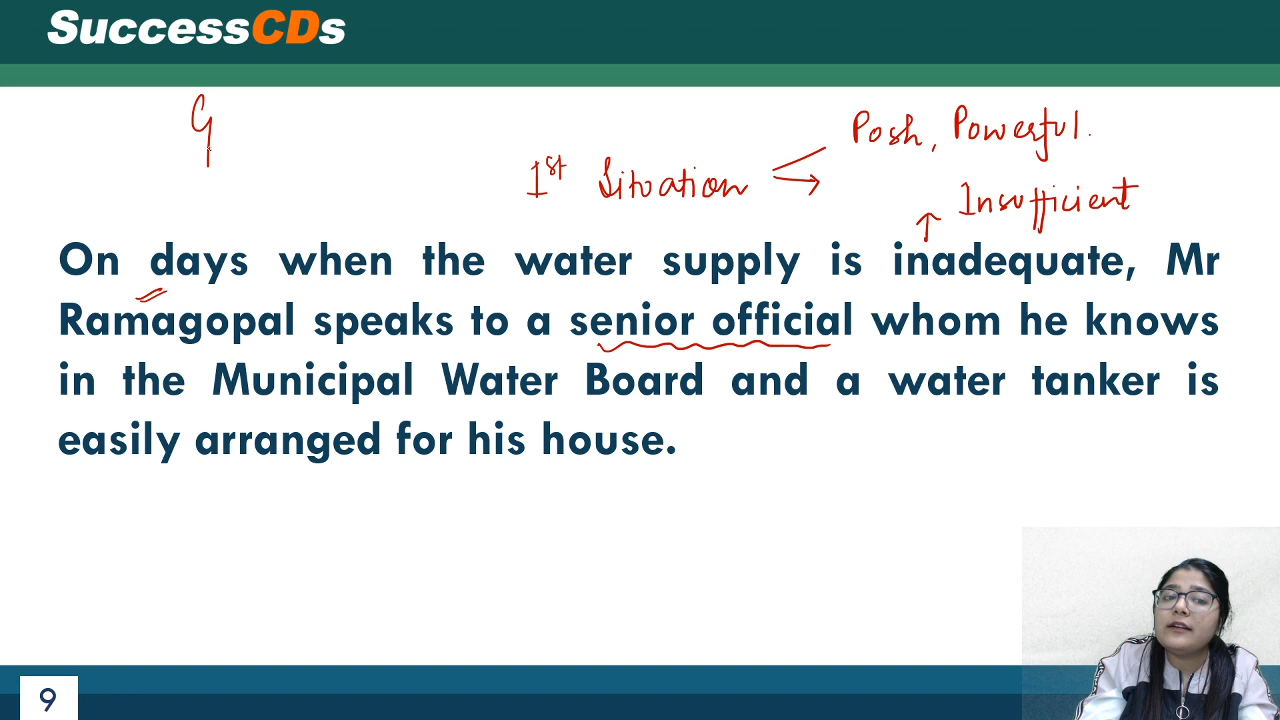 SuccessCDs
G
Posh, Powerful.
1st Situation
Insufficient
On days when the water supply is inadequate, Mr
Ramagopal speaks to a senior official whom he knows
in the Municipal Water Board and a water tanker is
easily arranged for his house.
9